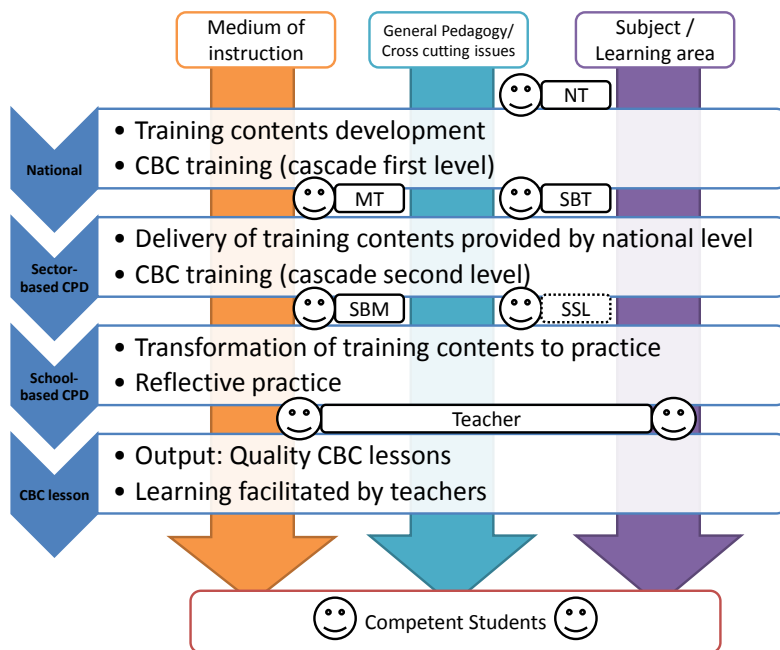 Medium of
instruction
General Pedagogy/
Cross cutting issues
Subject /
Learning area
NT
National
• Training contents development
• CBC training (cascade first level)
MT
SBT
Sector-
based CPD
• Delivery of training contents provided by national level
• CBC training (cascade second level)
SBM
SSL
School-
based CPD
• Transformation of training contents to practice
• Reflective practice
Teacher
CBC lesson
• Output: Quality CBC lessons
• Learning facilitated by teachers
Competent Students